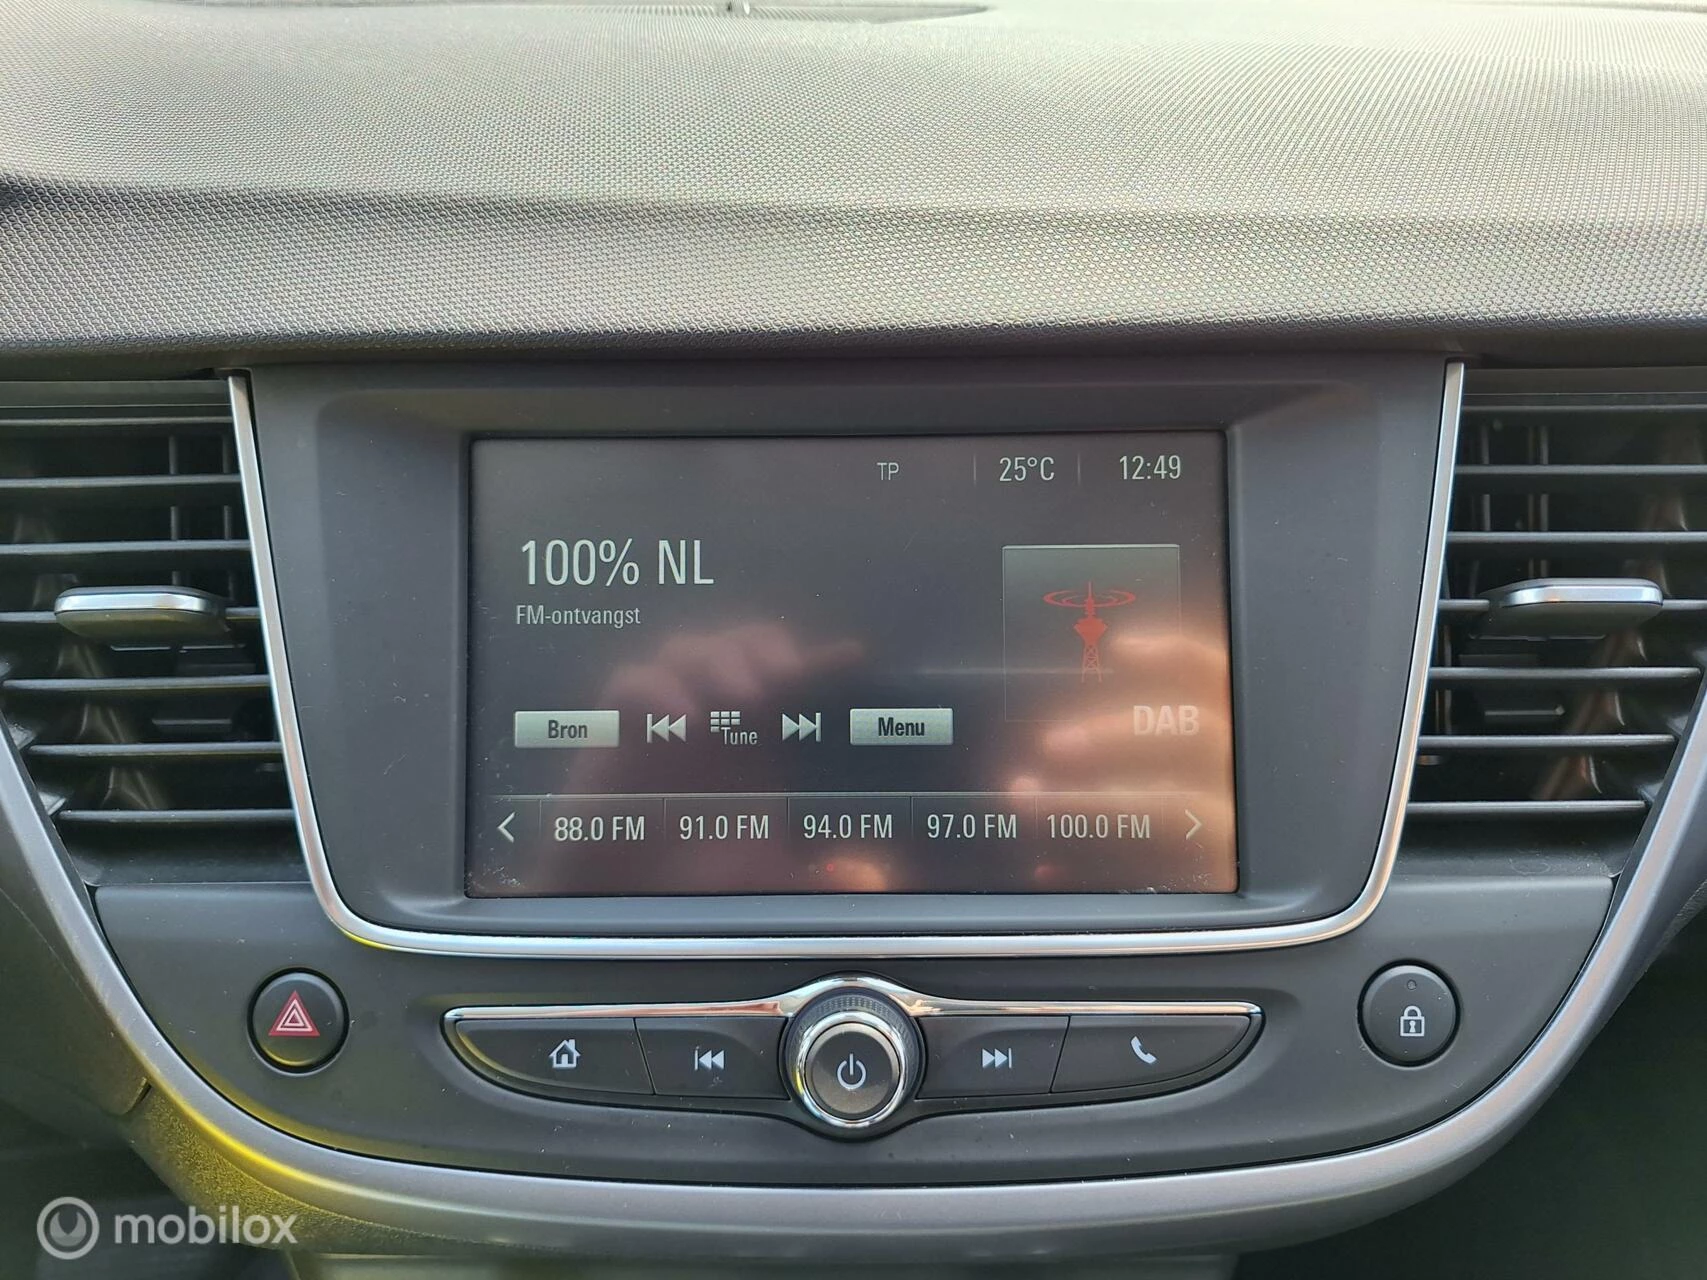 TP 25°C 12:49
100% NL
FM-ontvangst
DAB
Bron Tune Menu
88.0 FM 91.0 FM 94.0 FM 97.0 FM 100.0 FM
mobilox